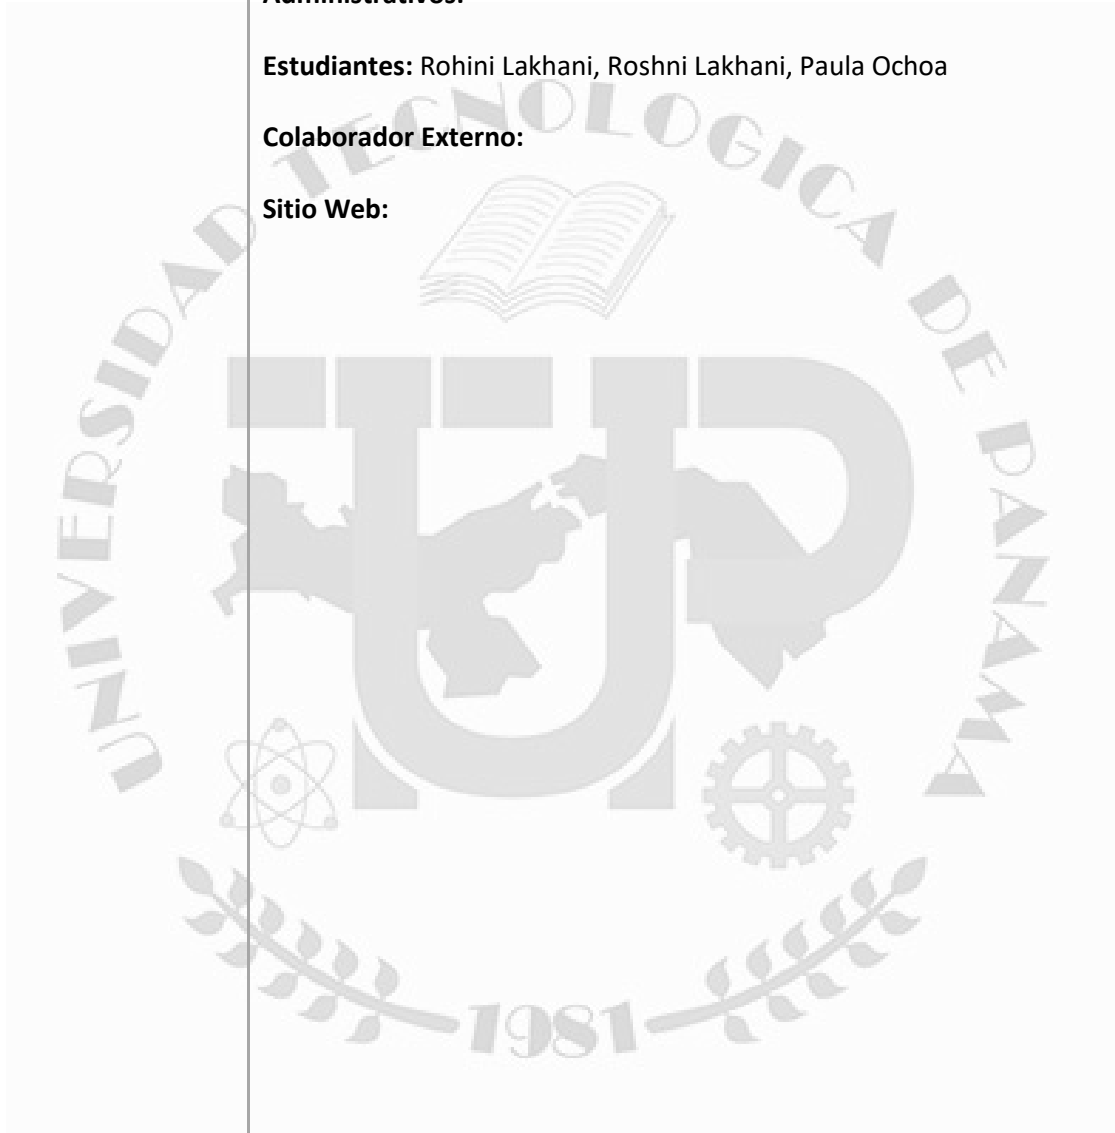 Administrativos:
Estudiantes: Rohini Lakhani, Roshni Lakhani, Paula Ochoa
Colaborador Externo:
Sitio Web:
UNIVERSIDAD TECNOLOGICA DE PANAMA
UTP
1981